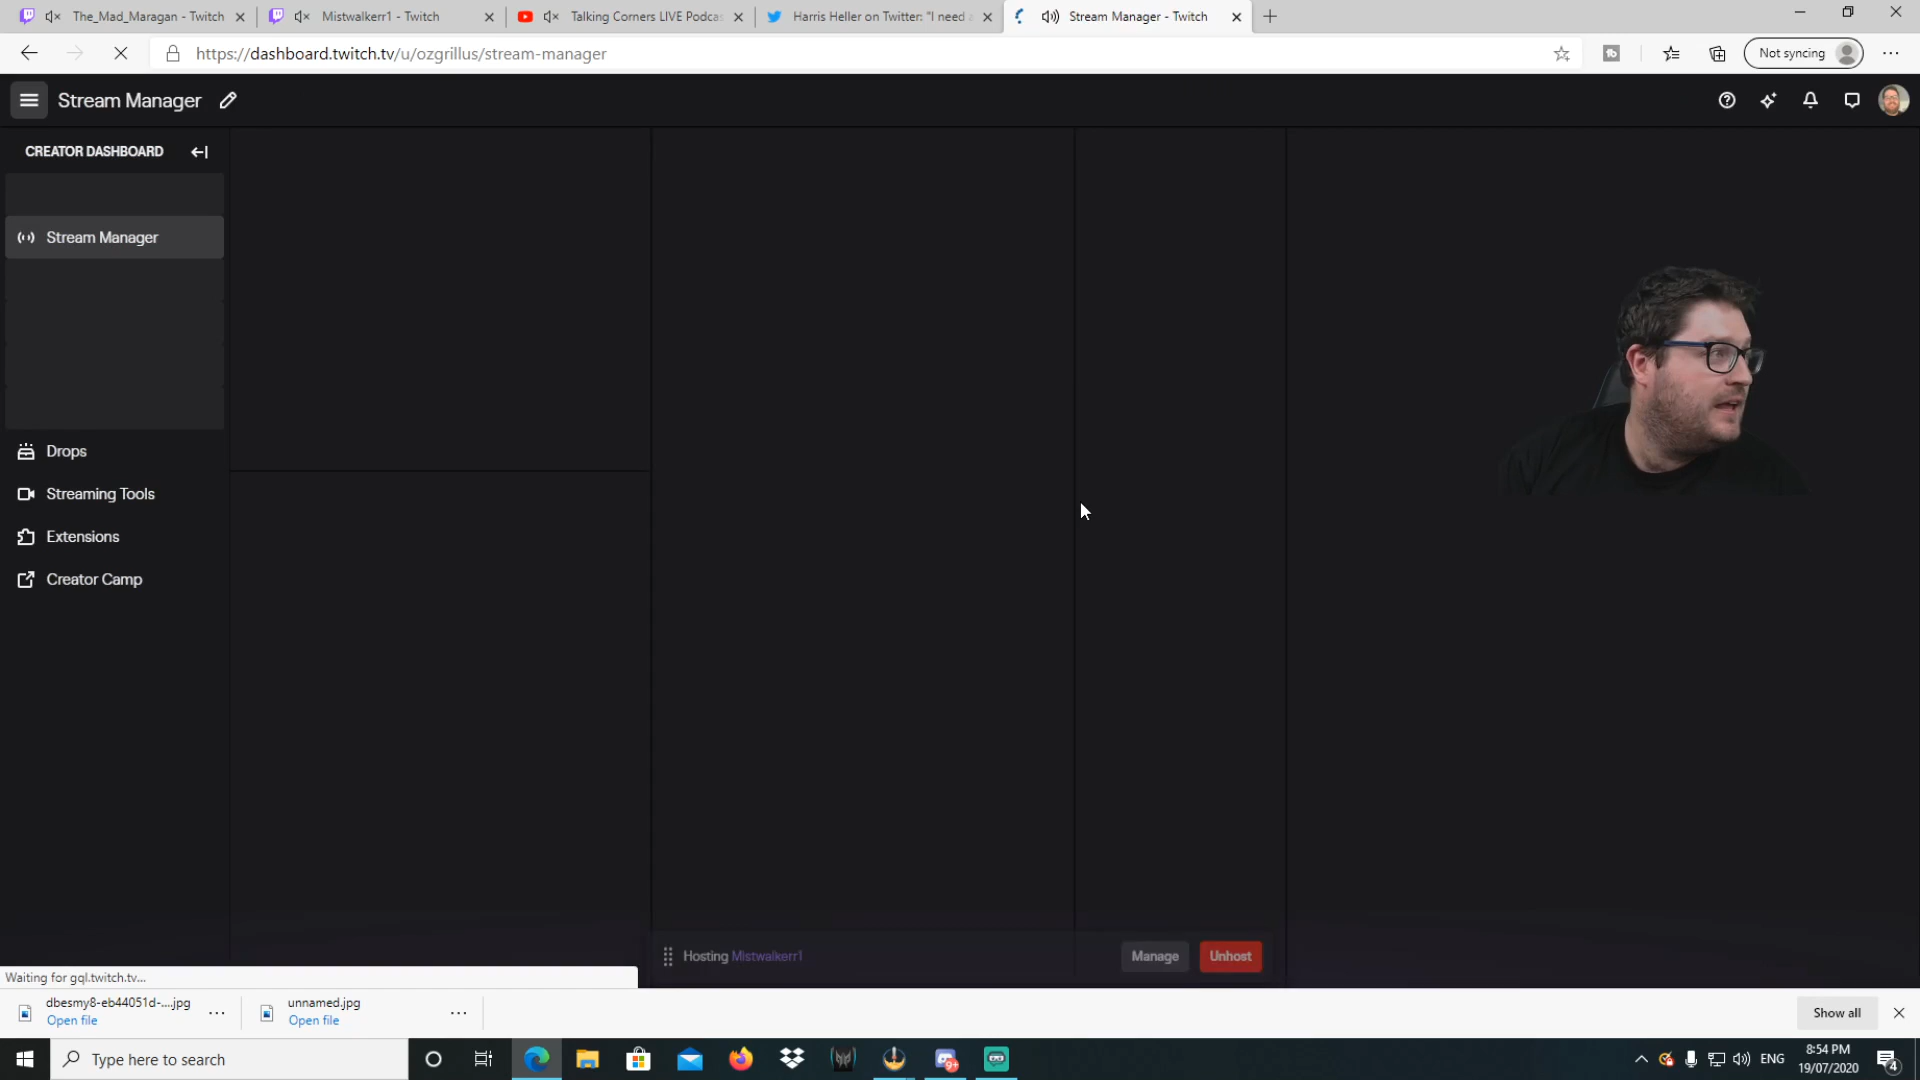 The_Mad_Maragan - Twitch
Mistwalkerr1 - Twitch
Talking Corners LIVE Podcas
Harris Heller on Twitter: "I need a
Stream Manager - Twitch
https://dashboard.twitch.tv/u/ozgrillus/stream-manager
Not syncing
Stream Manager
CREATOR DASHBOARD
Stream Manager
Drops
Streaming Tools
Extensions
Creator Camp
Hosting Mistwalkerr1
Manage
Unhost
Waiting for gql.twitch.tv...
dbesmy8-eb44051d-....jpg
Open file
unnamed.jpg
Open file
Show all
Type here to search
9+
ENG
8:54 PM
19/07/2020
4